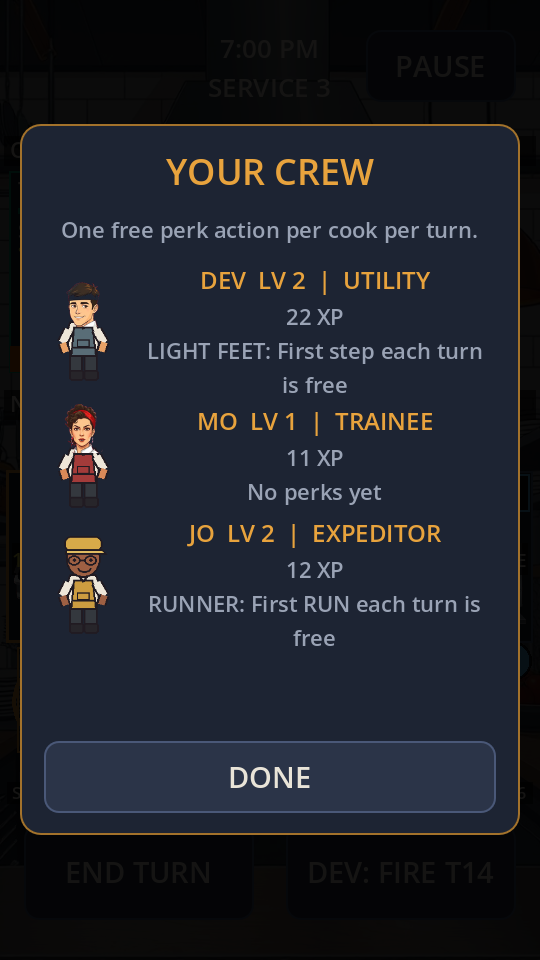 7:00 PM
SERVICE 3
PAUSE
YOUR CREW
One free perk action per cook per turn.
DEV LV 2 | UTILITY
22 XP
LIGHT FEET: First step each turn
is free
MO LV 1 | TRAINEE
11 XP
No perks yet
JO LV 2 | EXPEDITOR
12 XP
RUNNER: First RUN each turn is
free
DONE
END TURN
DEV: FIRE T14